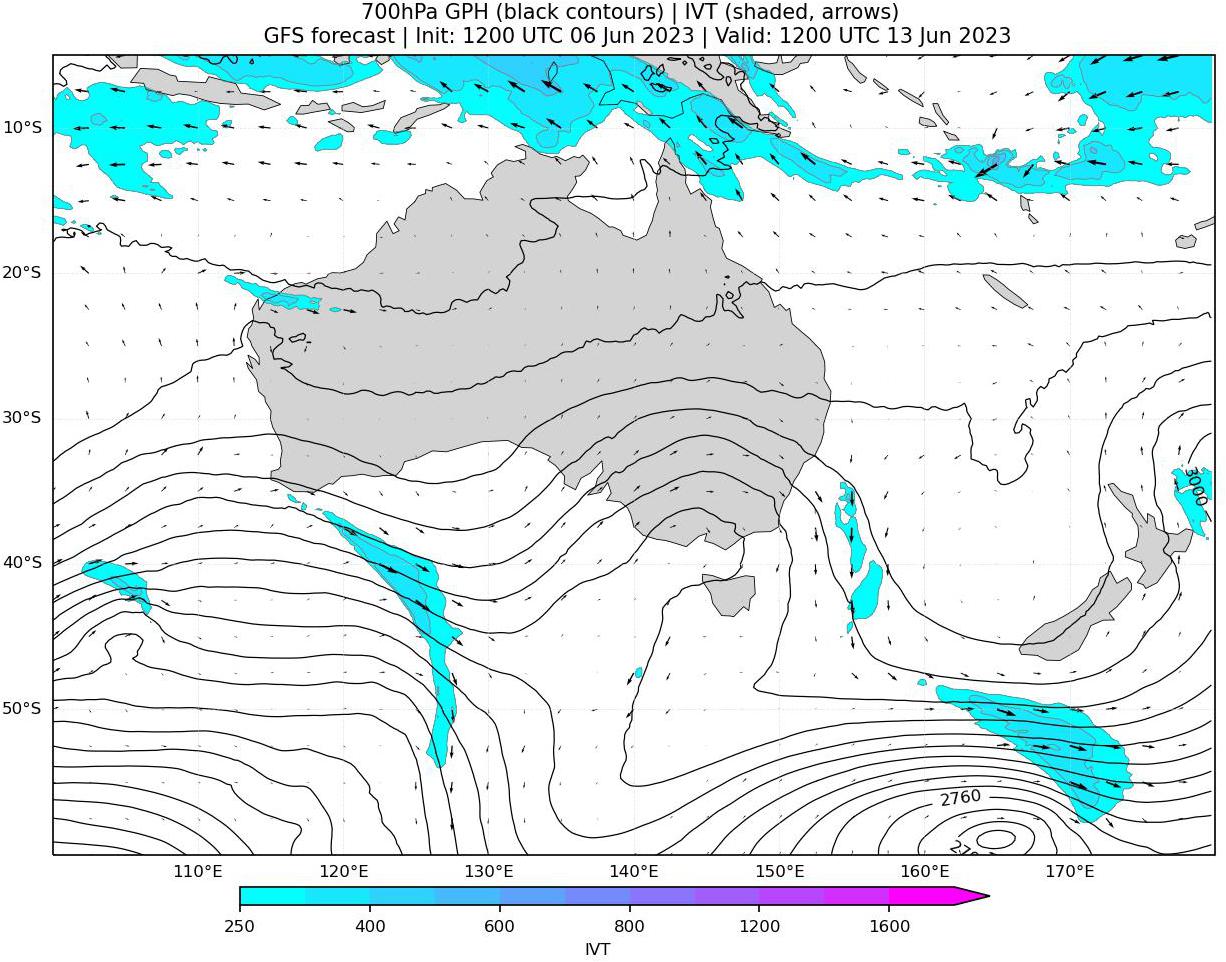 700hPa GPH (black contours) | IVT (shaded, arrows)
GFS forecast | Init: 1200 UTC 06 Jun 2023 | Valid: 1200 UTC 13 Jun 2023
10°S
20°S
30°S
3000
40°S
50°S
2760
110°E 120°E 130°E 140°E 150°E 160°E 170°E
250 400 600 800 1200 1600
IVT